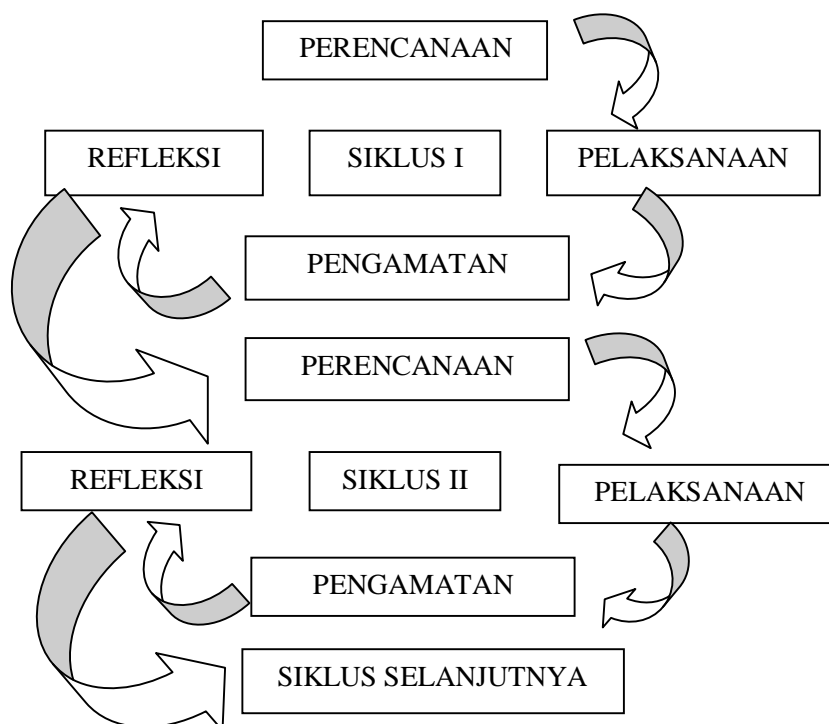 PERENCANAAN
REFLEKSI
SIKLUS I
PELAKSANAAN
PENGAMATAN
PERENCANAAN
REFLEKSI
SIKLUS II
PELAKSANAAN
PENGAMATAN
SIKLUS SELANJUTNYA